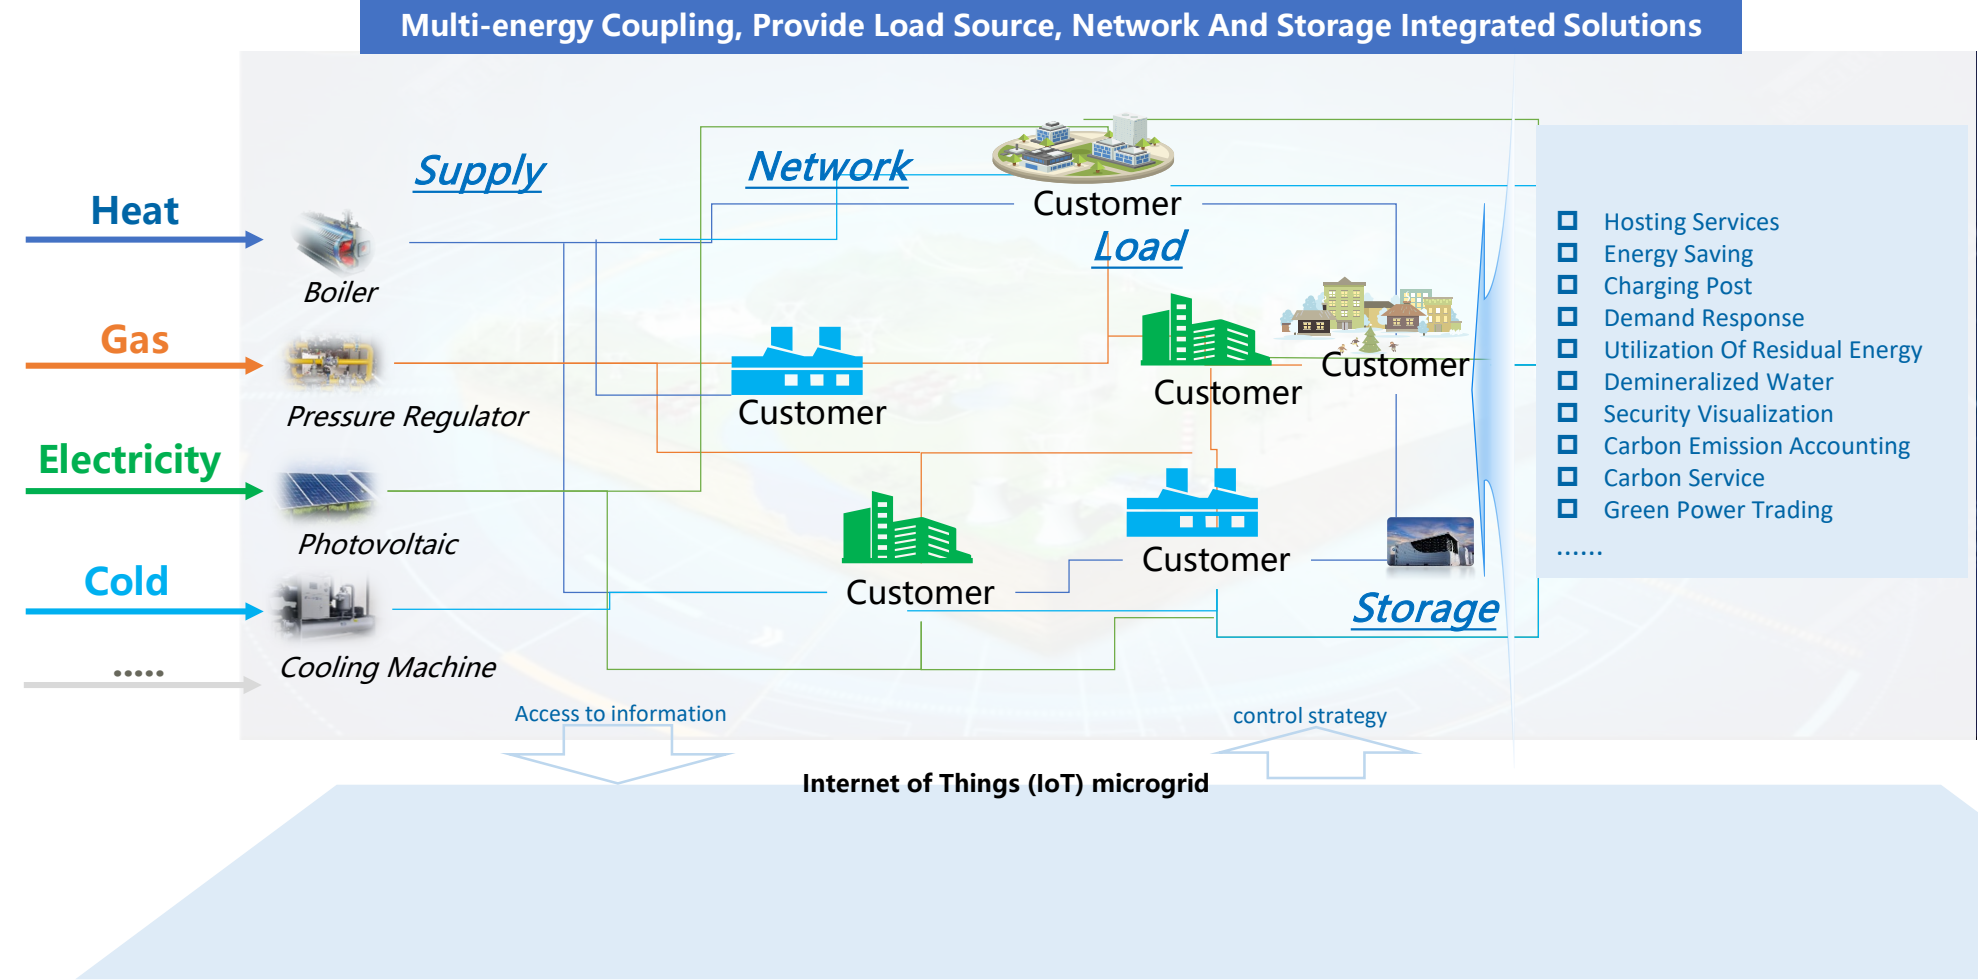 Multi-energy Coupling, Provide Load Source, Network And Storage Integrated Solutions
Supply
Network
Load
Storage
Heat
Boiler
Gas
Pressure Regulator
Electricity
Photovoltaic
Cold
Cooling Machine
.....
Customer
Customer
Customer
Customer
Customer
Customer
Hosting Services
Energy Saving
Charging Post
Demand Response
Utilization Of Residual Energy
Demineralized Water
Security Visualization
Carbon Emission Accounting
Carbon Service
Green Power Trading
......
Access to information
control strategy
Internet of Things (IoT) microgrid